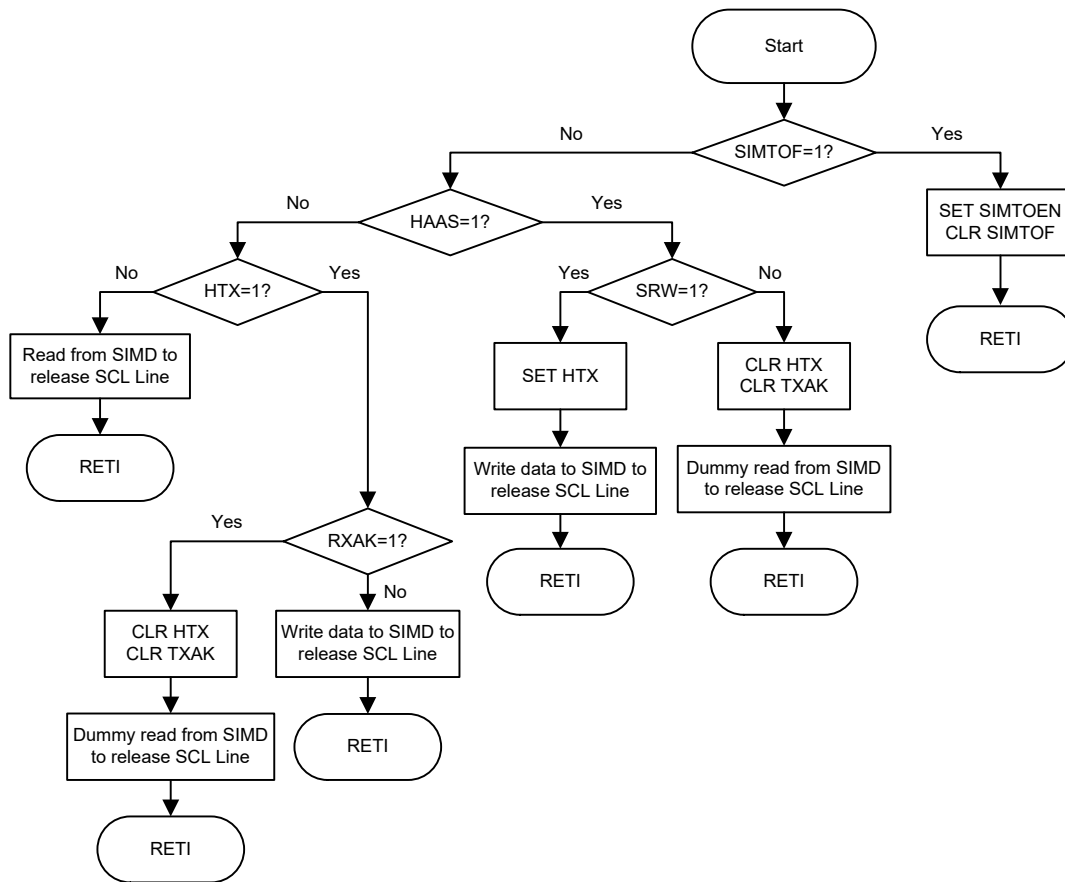 Start
No
Yes
SIMTOF=1?
No
HAAS=1?
Yes
SET SIMTOEN
CLR SIMTOF
No
HTX=1?
Yes
Yes
SRW=1?
No
RETI
Read from SIMD to
release SCL Line
SET HTX
CLR HTX
CLR TXAK
RETI
Write data to SIMD to
release SCL Line
Dummy read from SIMD
to release SCL Line
Yes
RXAK=1?
No
RETI
RETI
CLR HTX
CLR TXAK
Write data to SIMD to
release SCL Line
Dummy read from SIMD
to release SCL Line
RETI
RETI